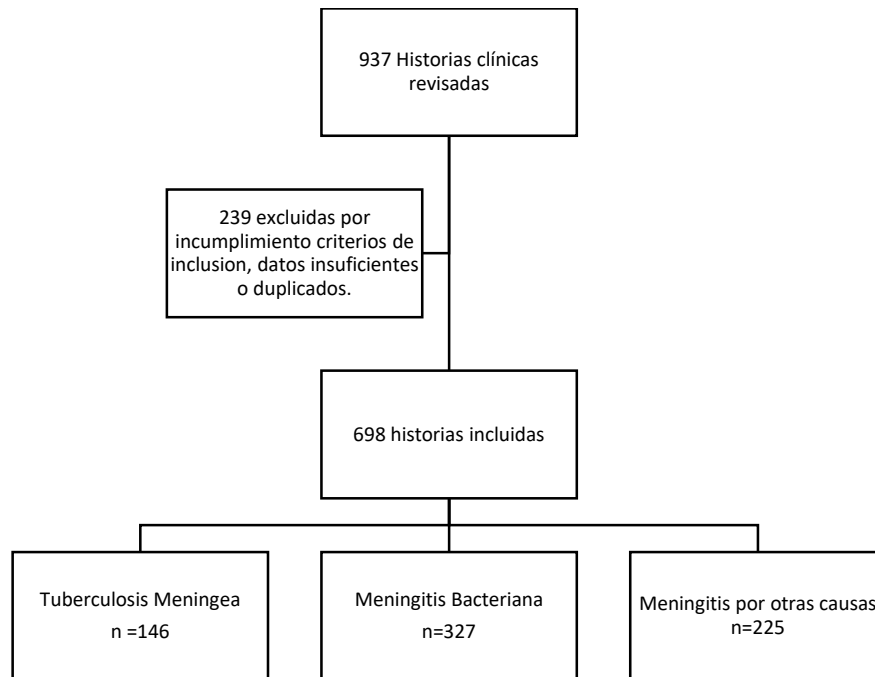 937 Historias clínicas
revisadas
239 excluidas por
incumplimiento criterios de
inclusion, datos insuficientes
o duplicados.
698 historias incluidas
Tuberculosis Meningea
n =146
Meningitis Bacteriana
n=327
Meningitis por otras causas
n=225